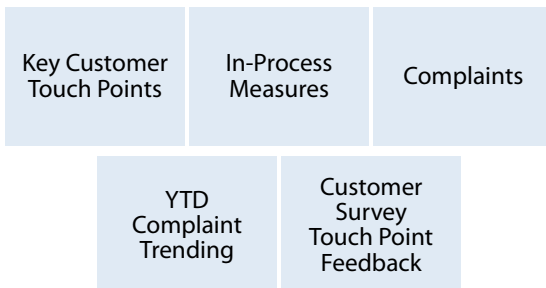 Key Customer
Touch Points
In-Process
Measures
Complaints
YTD
Complaint
Trending
Customer
Survey
Touch Point
Feedback